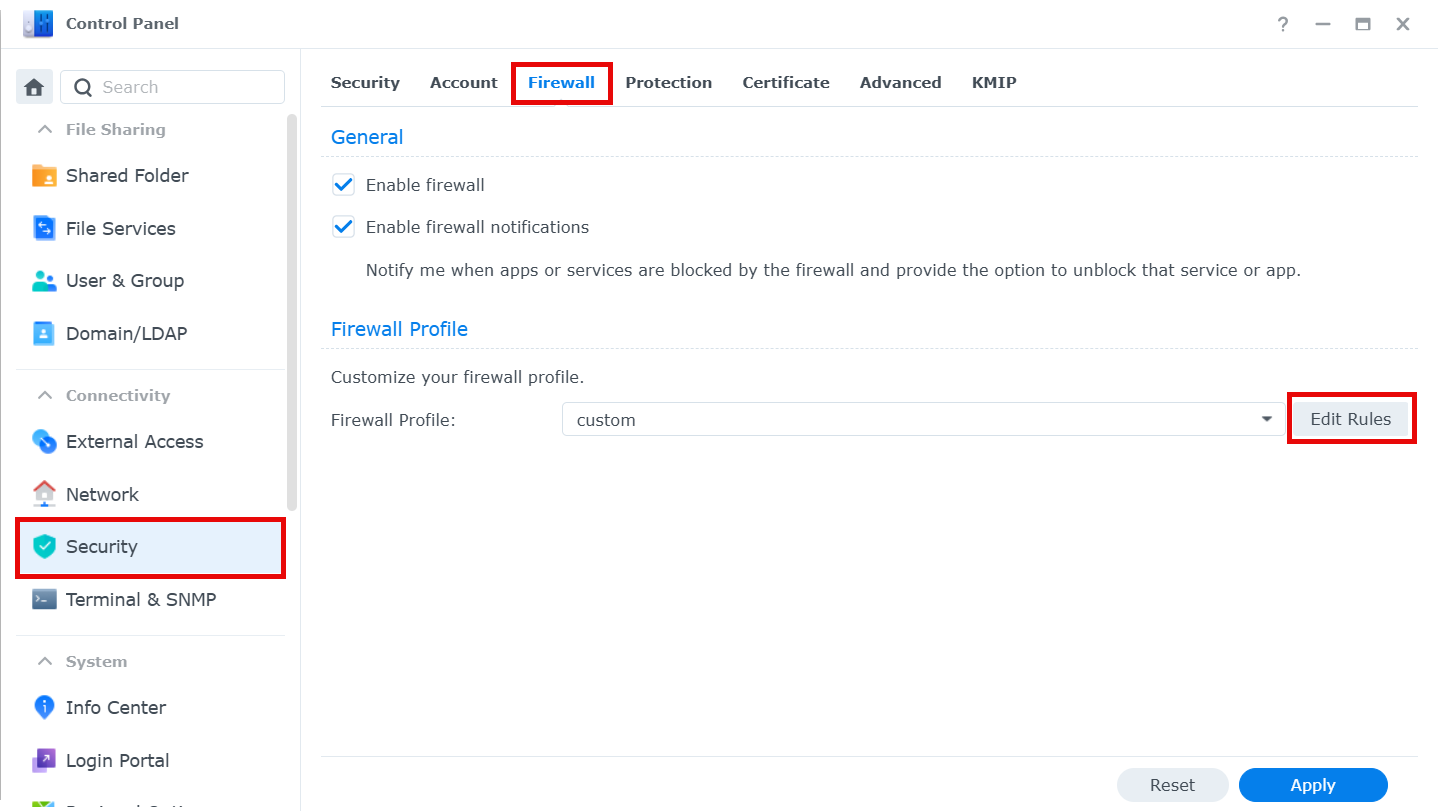 Control Panel
Search
File Sharing
Shared Folder
File Services
User & Group
Domain/LDAP
Connectivity
External Access
Network
Security
Terminal & SNMP
System
Info Center
Login Portal
Security Account Firewall Protection Certificate Advanced KMIP
General
Enable firewall
Enable firewall notifications
Notify me when apps or services are blocked by the firewall and provide the option to unblock that service or app.
Firewall Profile
Customize your firewall profile.
Firewall Profile: custom Edit Rules
Reset Apply